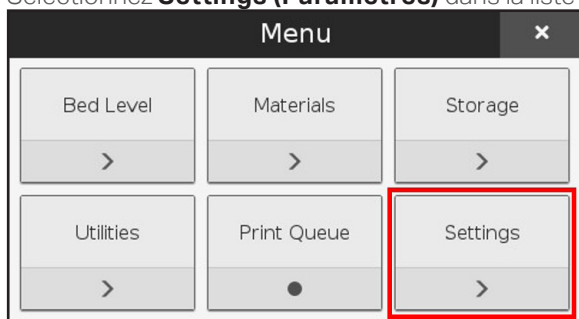 Sélectionnez Settings (Paramètres) dans la liste
Menu ×
Bed Level Materials Storage
> > >
Utilities Print Queue Settings
> ● >